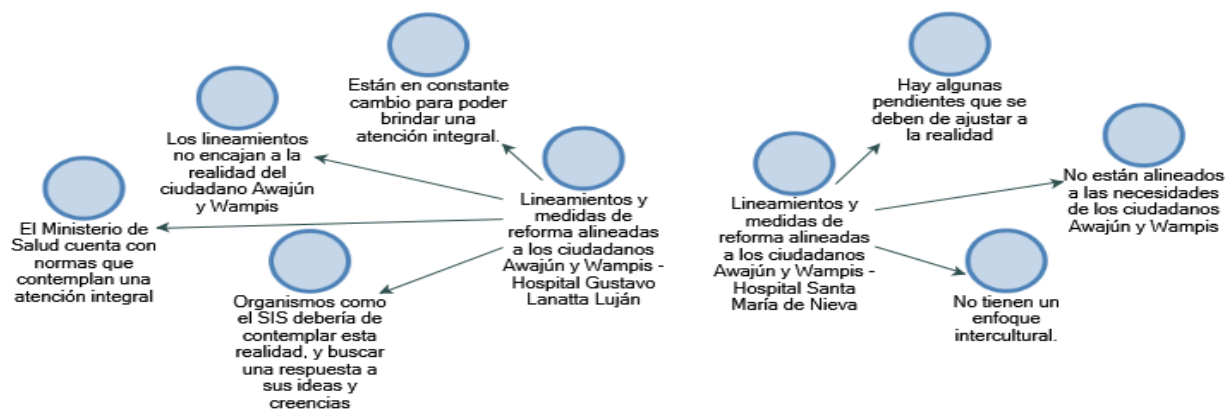 Están en constante
cambio para poder
brindar una
atención integral.
Los lineamientos
no encajan a la
realidad del
ciudadano Awajún
y Wampis
El Ministerio de
Salud cuenta con
normas que
contemplan una
atención integral
Organismos como
el SIS debería de
contemplar esta
realidad, y buscar
una respuesta a
sus ideas y
creencias
Lineamientos y
medidas de
reforma alineadas
a los ciudadanos
Awajún y Wampis -
Hospital Gustavo
Lanatta Luján
Hay algunas
pendientes que se
deben de ajustar a
la realidad
Lineamientos y
medidas de
reforma alineadas
a los ciudadanos
Awajún y Wampis -
Hospital Santa
María de Nieva
No están alineados
a las necesidades
de los ciudadanos
Awajún y Wampis
No tienen un
enfoque
intercultural.